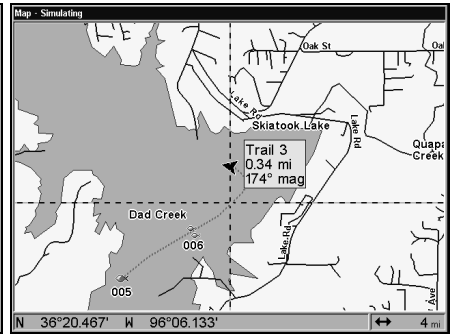 Map - Simulating
Oak St
Oa
Lake Rd
Skiatook Lake
Lake Rd
Trail 3
0.34 mi
174° mag
Quapa
Creek
Dad Creek
006
Lake Rd
005
Ave
N 36°20.467' W 96°06.133' ↔ 4 mi